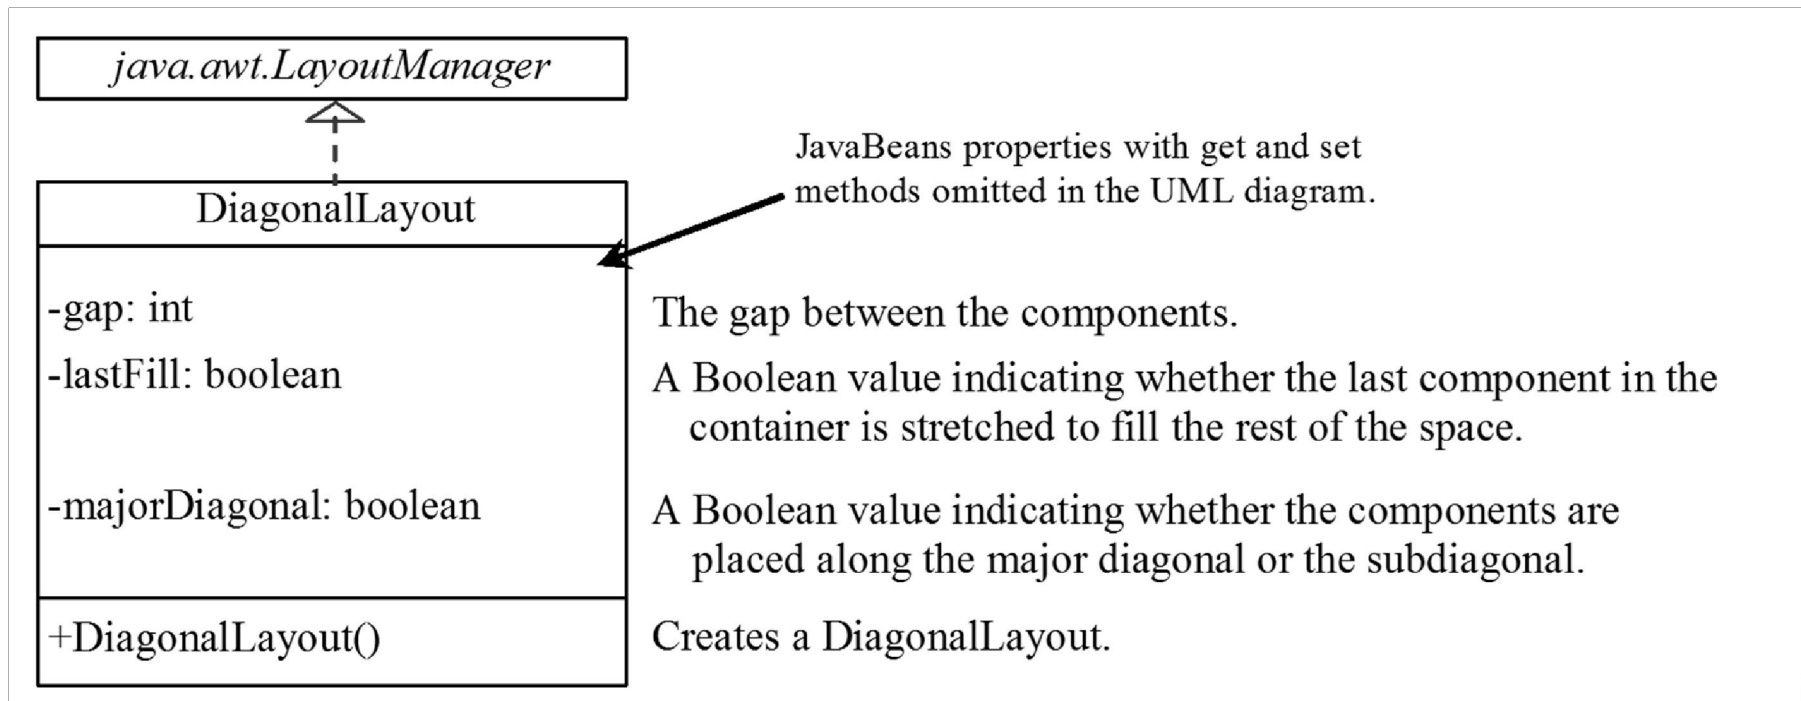 java.awt.LayoutManager
JavaBeans properties with get and set
methods omitted in the UML diagram.
DiagonalLayout
-gap: int
The gap between the components.
-lastFill: boolean
A Boolean value indicating whether the last component in the
container is stretched to fill the rest of the space.
-majorDiagonal: boolean
A Boolean value indicating whether the components are
placed along the major diagonal or the subdiagonal.
+DiagonalLayout()
Creates a DiagonalLayout.